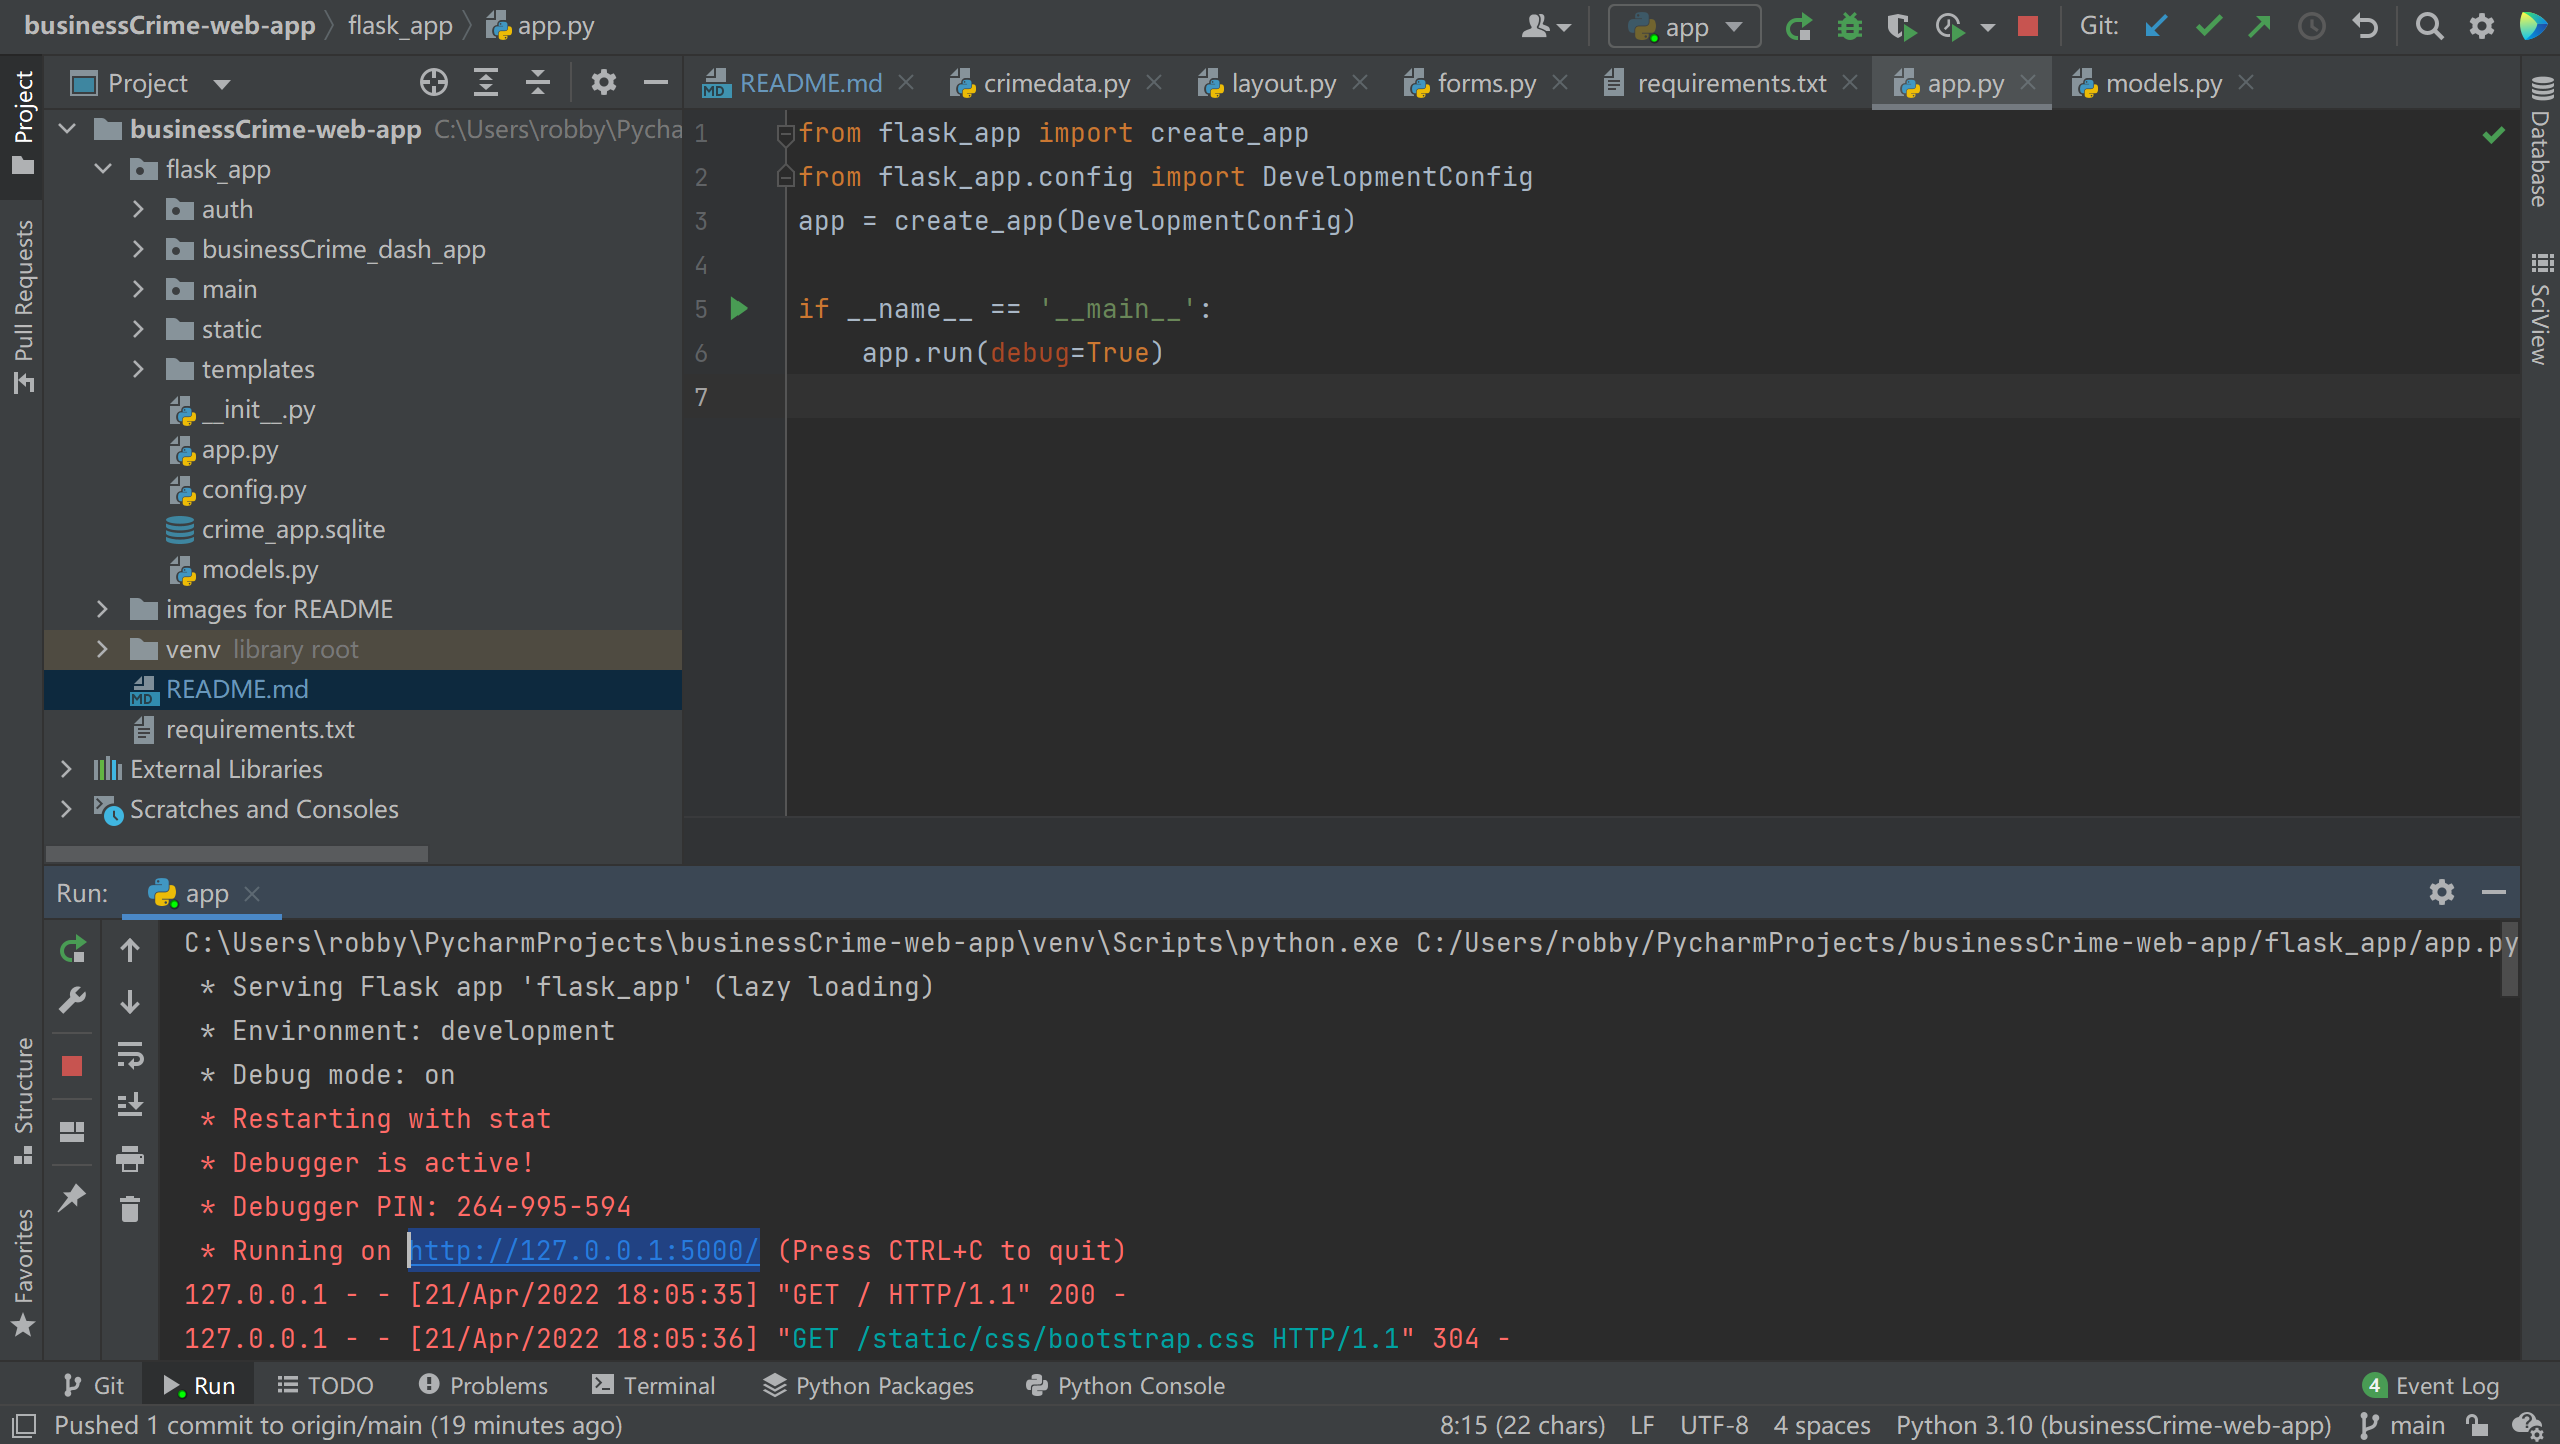 businessCrime-web-app flask_app app.py
app
Git:
Project
Pull Requests
Structure
Favorites
Project
businessCrime-web-app C:\Users\robby\Pycha
flask_app
auth
businessCrime_dash_app
main
static
templates
__init__.py
app.py
config.py
crime_app.sqlite
models.py
images for README
venv library root
README.md
requirements.txt
External Libraries
Scratches and Consoles
README.md crimedata.py layout.py forms.py requirements.txt app.py models.py
1 from flask_app import create_app
2 from flask_app.config import DevelopmentConfig
3 app = create_app(DevelopmentConfig)
4
5 if __name__ == '__main__':
6 app.run(debug=True)
7
Database
SciView
Run: app
C:\Users\robby\PycharmProjects\businessCrime-web-app\venv\Scripts\python.exe C:/Users/robby/PycharmProjects/businessCrime-web-app/flask_app/app.py
* Serving Flask app 'flask_app' (lazy loading)
* Environment: development
* Debug mode: on
* Restarting with stat
* Debugger is active!
* Debugger PIN: 264-995-594
* Running on http://127.0.0.1:5000/ (Press CTRL+C to quit)
127.0.0.1 - - [21/Apr/2022 18:05:35] "GET / HTTP/1.1" 200 -
127.0.0.1 - - [21/Apr/2022 18:05:36] "GET /static/css/bootstrap.css HTTP/1.1" 304 -
Git Run TODO Problems Terminal Python Packages Python Console 4 Event Log
Pushed 1 commit to origin/main (19 minutes ago) 8:15 (22 chars) LF UTF-8 4 spaces Python 3.10 (businessCrime-web-app) main